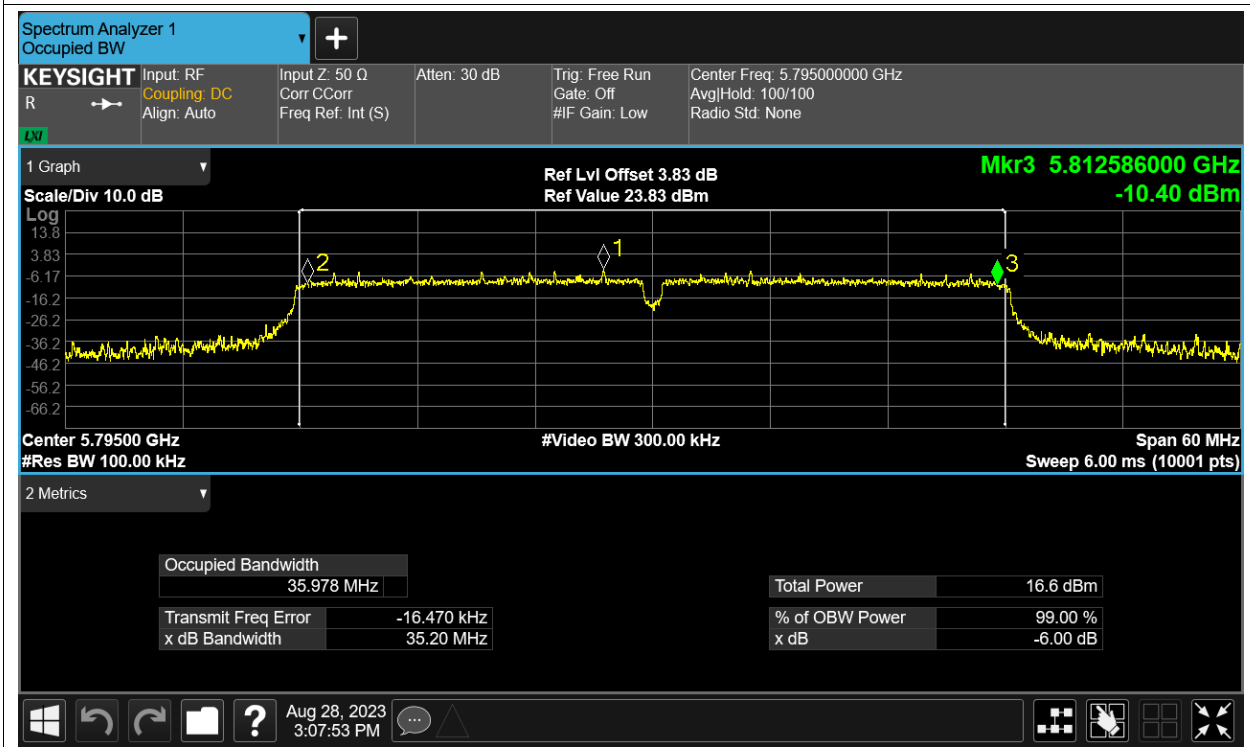 Spectrum Analyzer 1
Occupied BW
KEYSIGHT
R
LXI
Input: RF
Coupling: DC
Align: Auto
Input Z: 50 Ω
Corr CCorr
Freq Ref: Int (S)
Atten: 30 dB
Trig: Free Run
Gate: Off
#IF Gain: Low
Center Freq: 5.795000000 GHz
Avg|Hold: 100/100
Radio Std: None
1 Graph
Scale/Div 10.0 dB
Ref Lvl Offset 3.83 dB
Ref Value 23.83 dBm
Mkr3 5.812586000 GHz
-10.40 dBm
Log
13.8
3.83
-6.17
-16.2
-26.2
-36.2
-46.2
-56.2
-66.2
2
1
3
Center 5.79500 GHz
#Res BW 100.00 kHz
#Video BW 300.00 kHz
Span 60 MHz
Sweep 6.00 ms (10001 pts)
2 Metrics
Occupied Bandwidth
35.978 MHz
Transmit Freq Error -16.470 kHz
x dB Bandwidth 35.20 MHz
Total Power 16.6 dBm
% of OBW Power 99.00 %
x dB -6.00 dB
?
Aug 28, 2023
3:07:53 PM